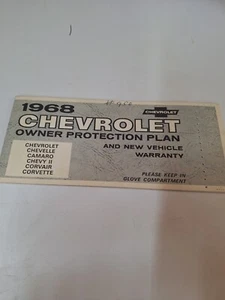 1968
CHEVROLET
CHEVROLET
OWNER PROTECTION PLAN
AND NEW VEHICLE
WARRANTY
CHEVROLET
CHEVELLE
CAMARO
CHEVY II
CORVAIR
CORVETTE
PLEASE KEEP IN
GLOVE COMPARTMENT